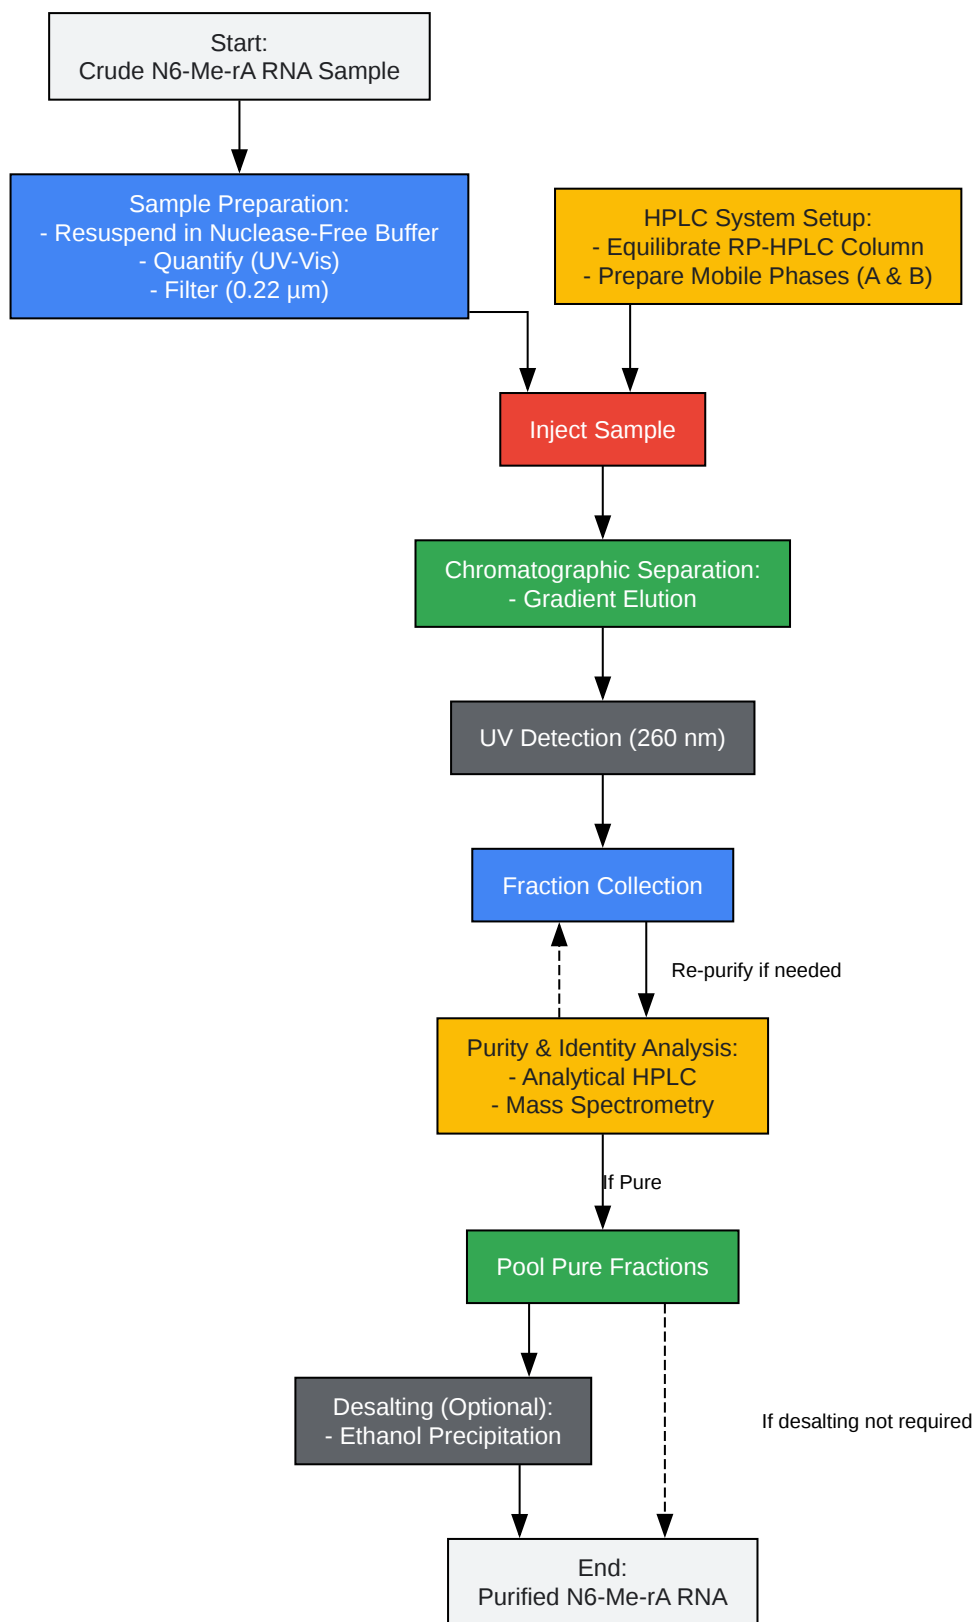 Start:
Crude N6-Me-rA RNA Sample
Sample Preparation:
- Resuspend in Nuclease-Free Buffer
- Quantify (UV-Vis)
- Filter (0.22 µm)
HPLC System Setup:
- Equilibrate RP-HPLC Column
- Prepare Mobile Phases (A & B)
Inject Sample
Chromatographic Separation:
- Gradient Elution
UV Detection (260 nm)
Fraction Collection
Re-purify if needed
Purity & Identity Analysis:
- Analytical HPLC
- Mass Spectrometry
If Pure
Pool Pure Fractions
Desalting (Optional):
- Ethanol Precipitation
If desalting not required
End:
Purified N6-Me-rA RNA